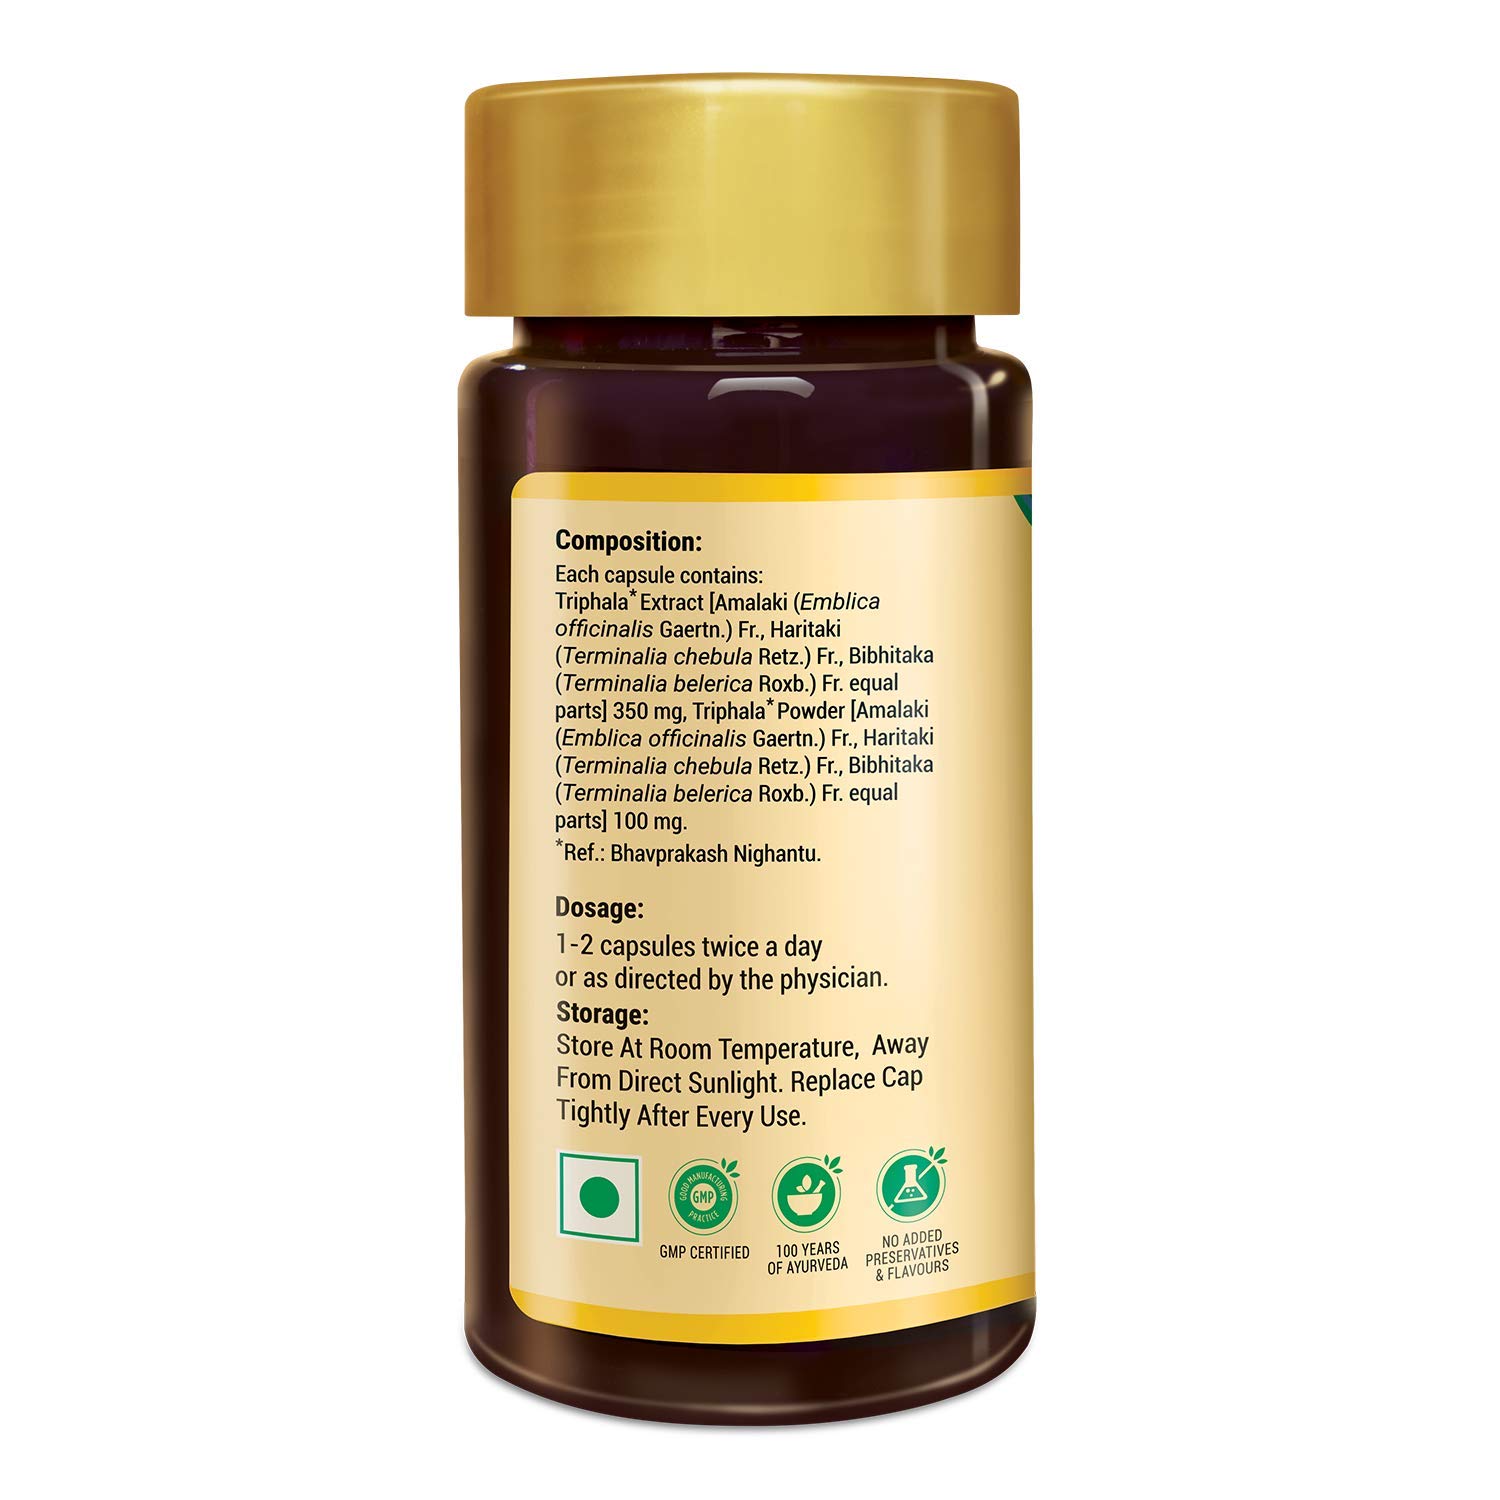 Composition:
Each capsule contains:
Triphala* Extract [Amalaki (Emblica
officinalis Gaertn.) Fr., Haritaki
(Terminalia chebula Retz.) Fr., Bibhitaka
(Terminalia belerica Roxb.) Fr. equal
parts] 350 mg, Triphala* Powder [Amalaki
(Emblica officinalis Gaertn.) Fr., Haritaki
(Terminalia chebula Retz.) Fr., Bibhitaka
(Terminalia belerica Roxb.) Fr. equal
parts] 100 mg.
*Ref.: Bhavprakash Nighantu.
Dosage:
1-2 capsules twice a day
or as directed by the physician.
Storage:
Store At Room Temperature, Away
From Direct Sunlight. Replace Cap
Tightly After Every Use.
GOOD MANUFACTURING
GMP
PRACTICE
GMP CERTIFIED
100 YEARS
OF AYURVEDA
NO ADDED
PRESERVATIVES
& FLAVOURS